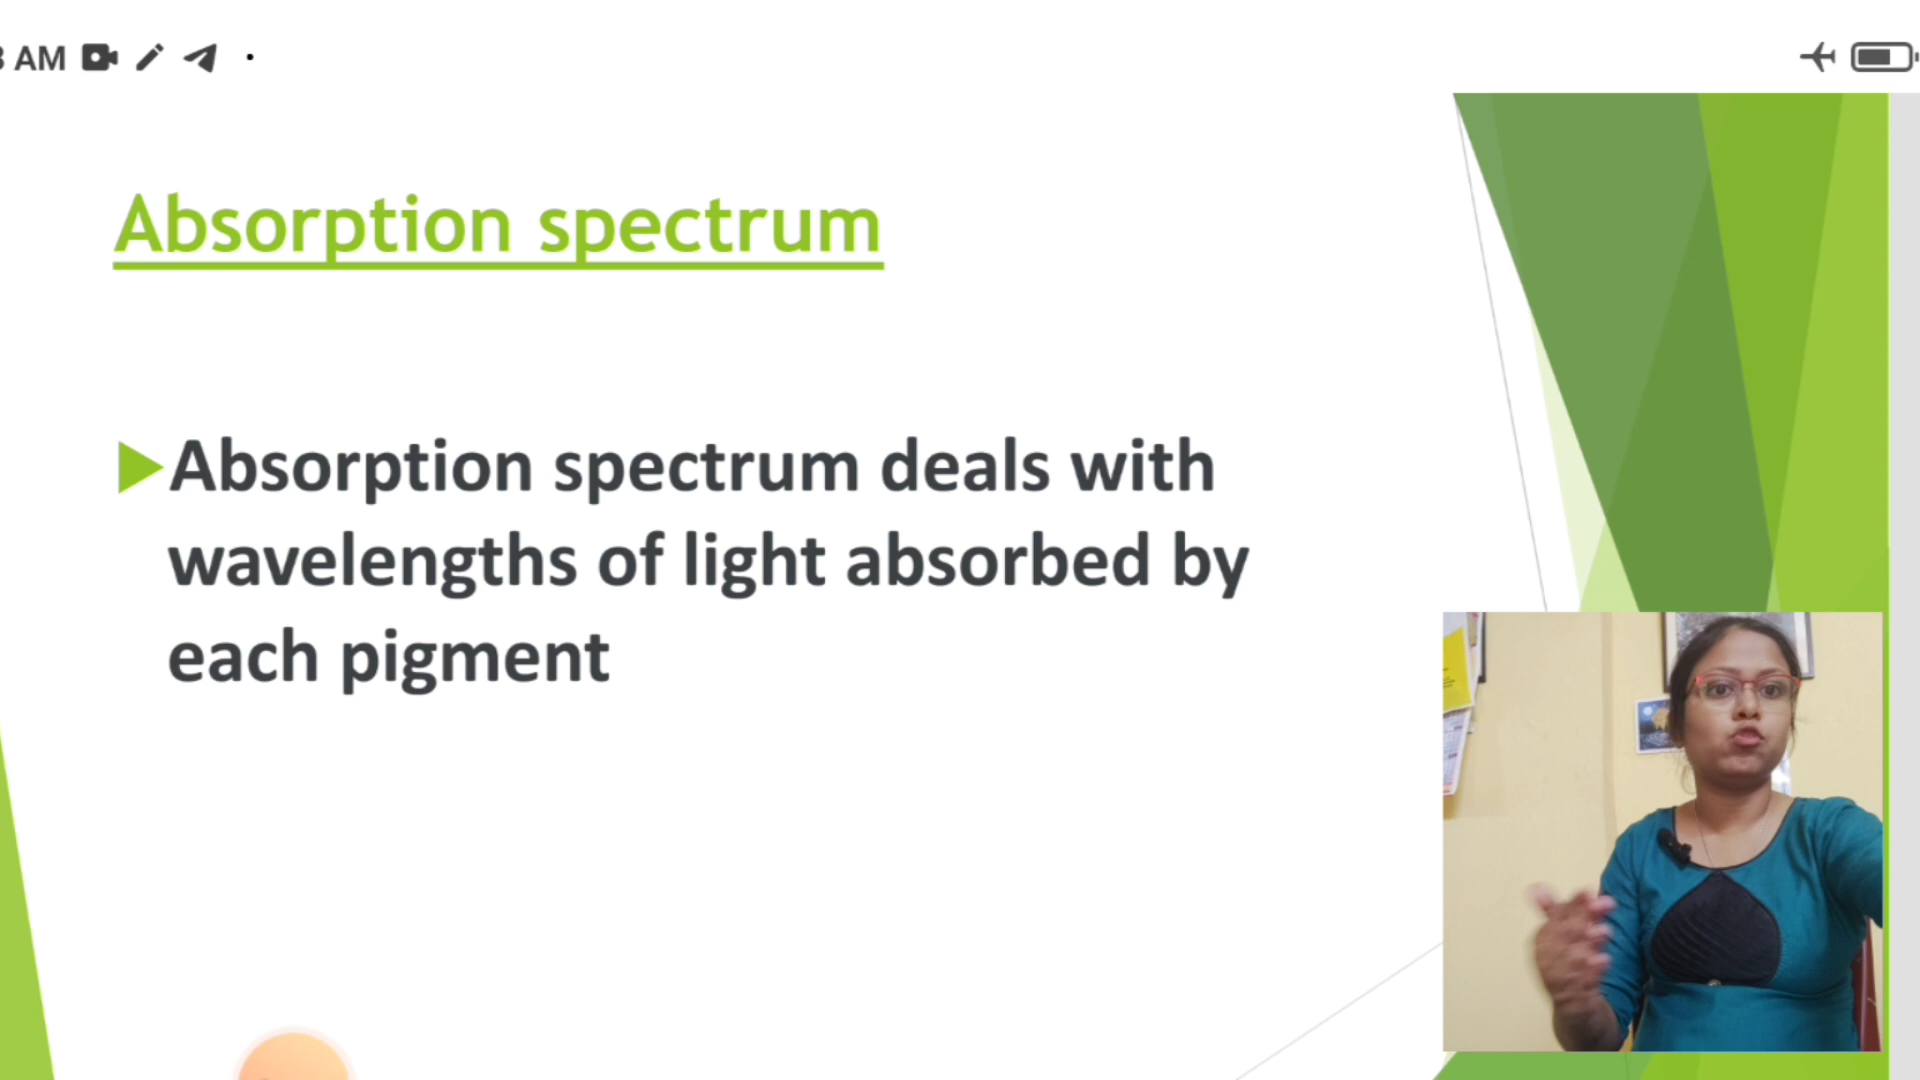 AM
Absorption spectrum
Absorption spectrum deals with
wavelengths of light absorbed by
each pigment